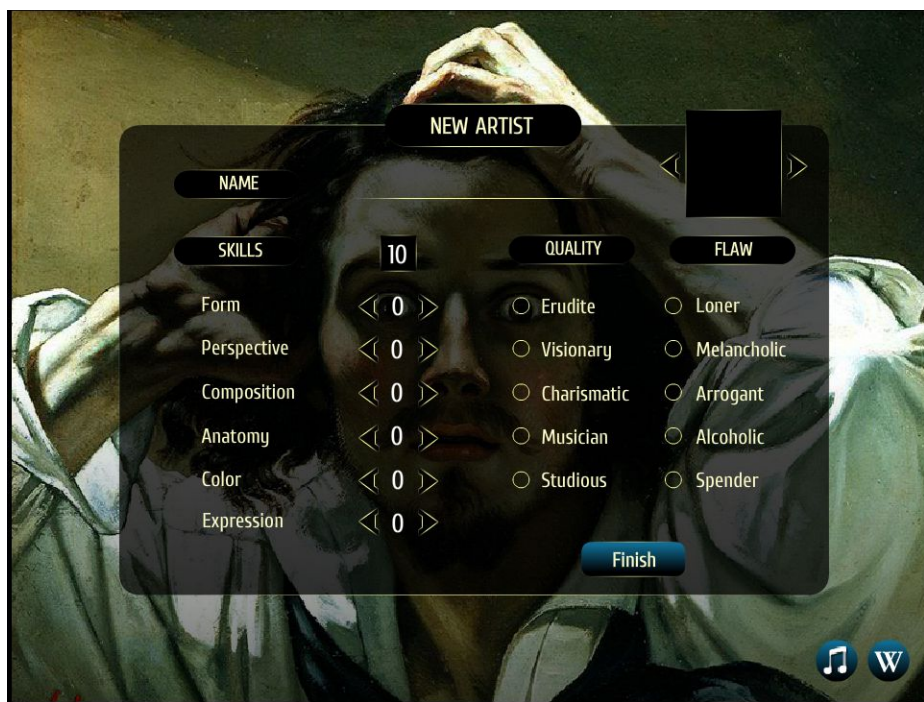 NEW ARTIST
NAME
SKILLS 10 QUALITY FLAW
Form 0 Erudite Loner
Perspective 0 Visionary Melancholic
Composition 0 Charismatic Arrogant
Anatomy 0 Musician Alcoholic
Color 0 Studious Spender
Expression 0
Finish
W